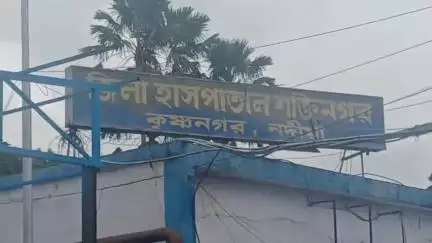 জিলা হাসপাতাল শক্তিনগর
কৃষ্ণনগর, নদীয়া